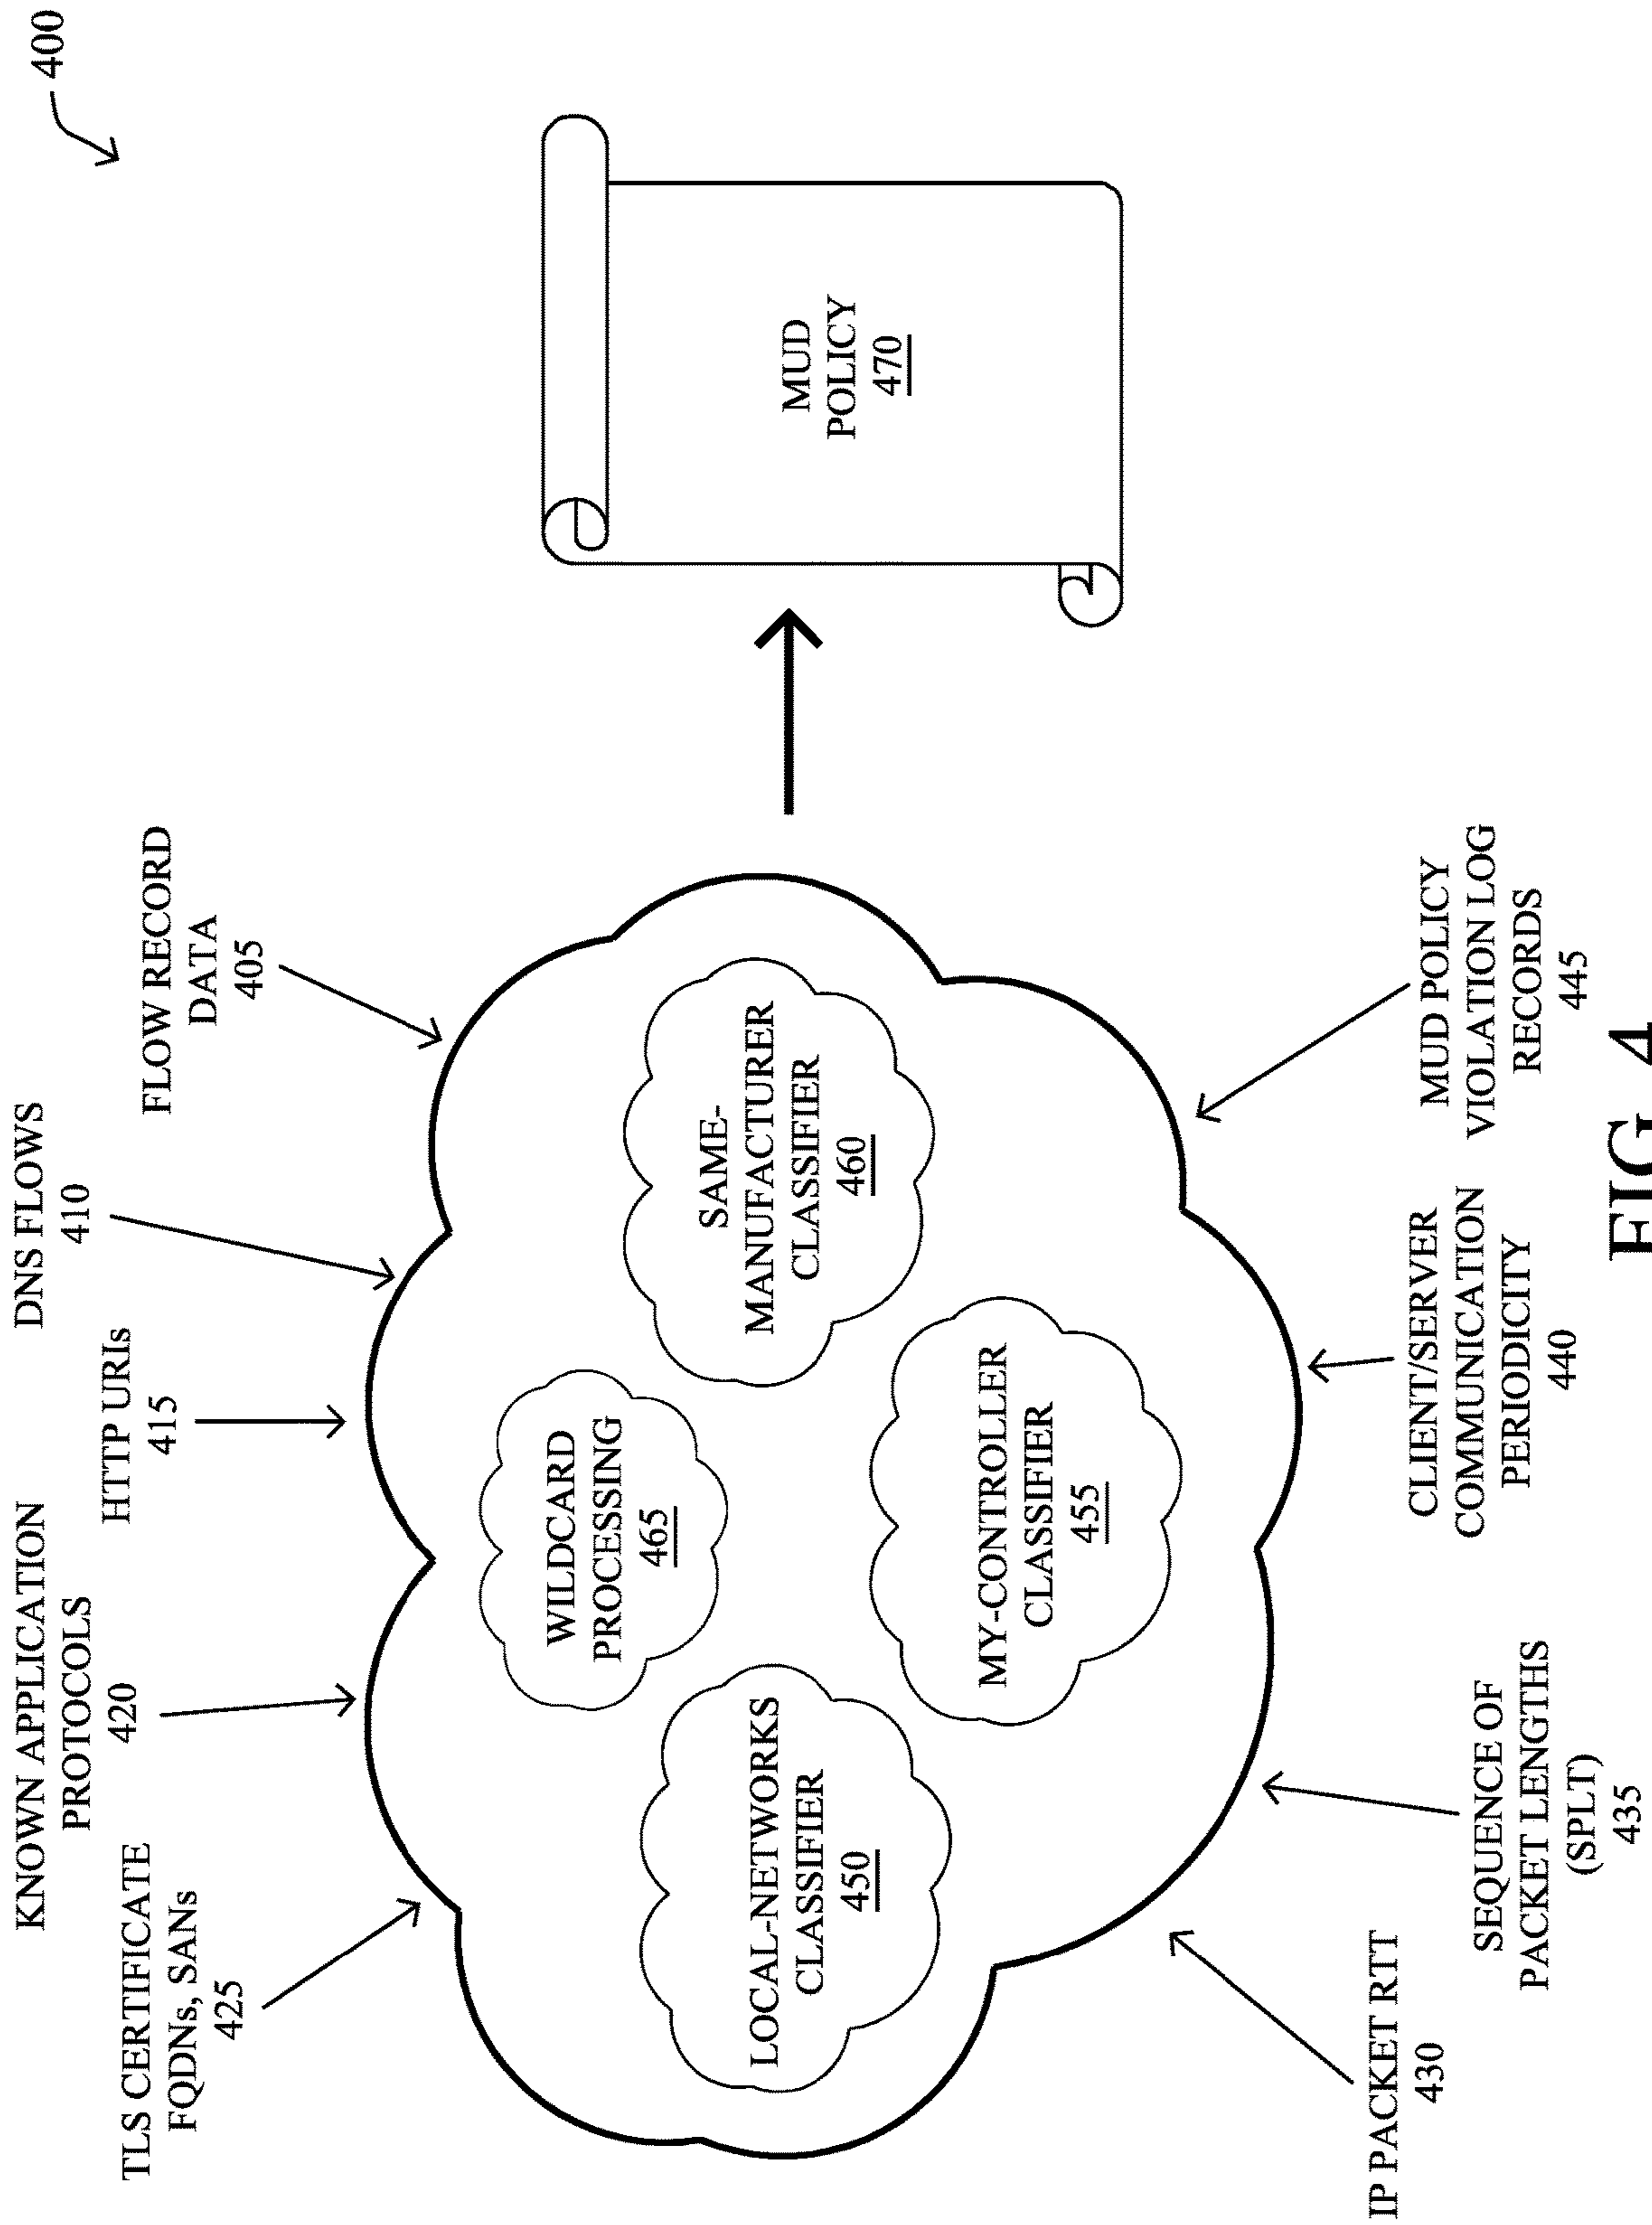 400
TLS CERTIFICATE
FQDNs, SANs
425
KNOWN APPLICATION
PROTOCOLS
420
HTTP URIs
415
DNS FLOWS
410
FLOW RECORD
DATA
405
LOCAL-NETWORKS
CLASSIFIER
450
WILDCARD
PROCESSING
465
MY-CONTROLLER
CLASSIFIER
455
SAME-
MANUFACTURER
CLASSIFIER
460
MUD
POLICY
470
IP PACKET RTT
430
SEQUENCE OF
PACKET LENGTHS
(SPLT)
435
CLIENT/SERVER
COMMUNICATION
PERIODICITY
440
MUD POLICY
VIOLATION LOG
RECORDS
445
FIG. 4